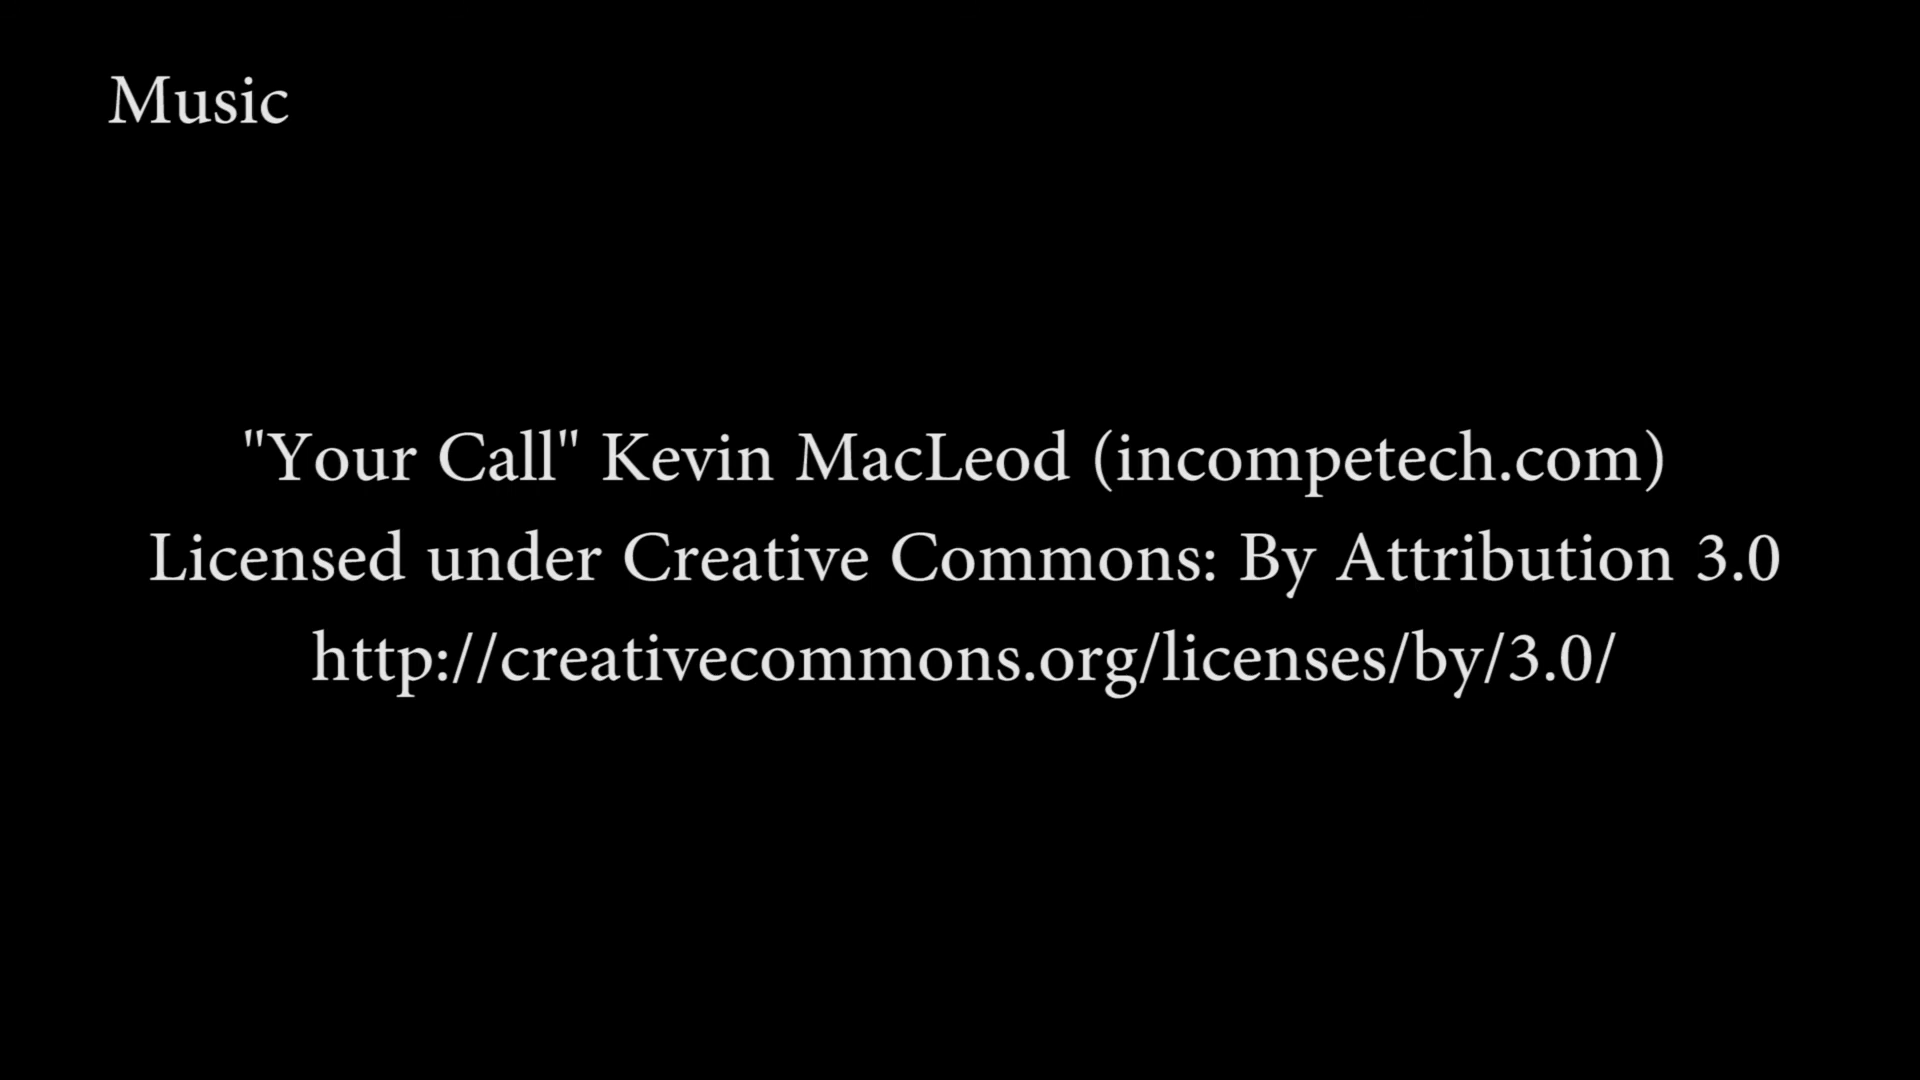 Music
"Your Call" Kevin MacLeod (incompetech.com)
Licensed under Creative Commons: By Attribution 3.0
http://creativecommons.org/licenses/by/3.0/